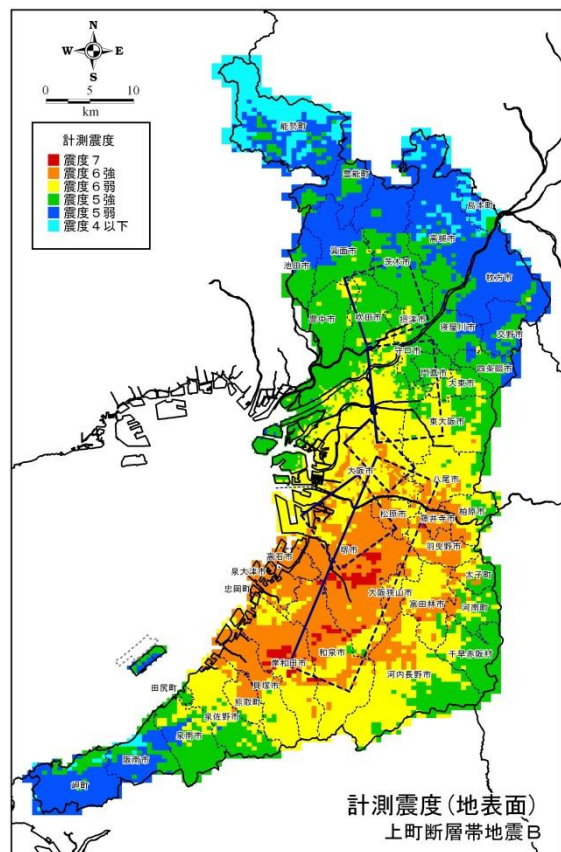 N
W E
S
0 5 10
km
計測震度
震度7
震度6強
震度6弱
震度5強
震度5弱
震度4以下
能勢町
豊能町
島本町
高槻市
箕面市
茨木市
池田市
枚方市
豊中市
吹田市
摂津市
寝屋川市
交野市
守口市
門真市
四条畷市
大東市
東大阪市
大阪市
八尾市
松原市
藤井寺市
柏原市
羽曳野市
堺市
高石市
泉大津市
忠岡町
太子町
大阪狭山市
富田林市
河南町
千早赤阪村
和泉市
岸和田市
河内長野市
貝塚市
熊取町
田尻町
泉佐野市
泉南市
阪南市
岬町
計測震度(地表面)
上町断層帯地震B